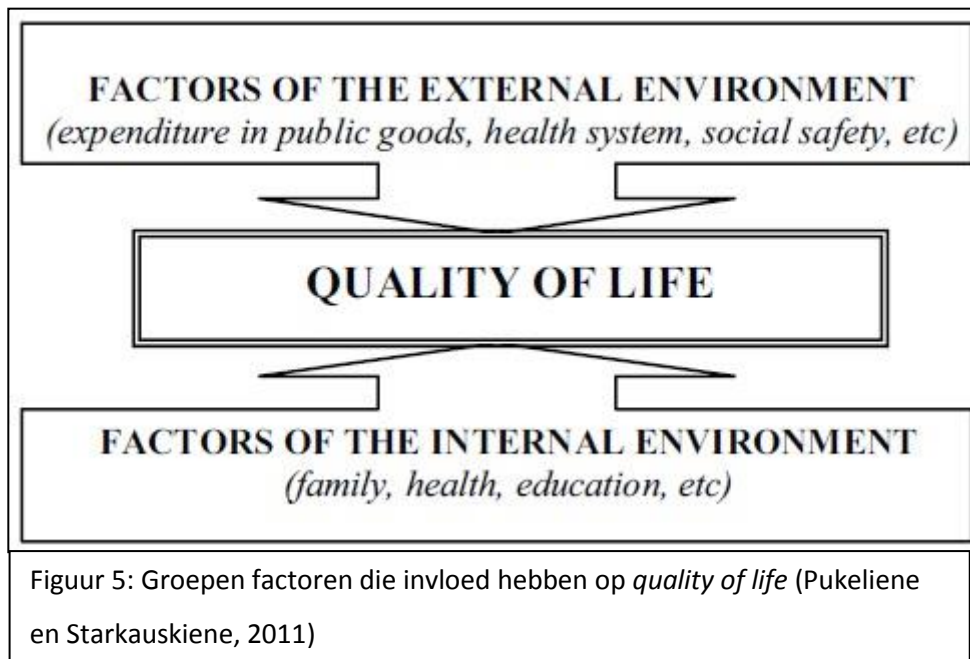 FACTORS OF THE EXTERNAL ENVIRONMENT
(expenditure in public goods, health system, social safety, etc)
QUALITY OF LIFE
FACTORS OF THE INTERNAL ENVIRONMENT
(family, health, education, etc)
Figuur 5: Groepen factoren die invloed hebben op quality of life (Pukeliene
en Starkauskiene, 2011)